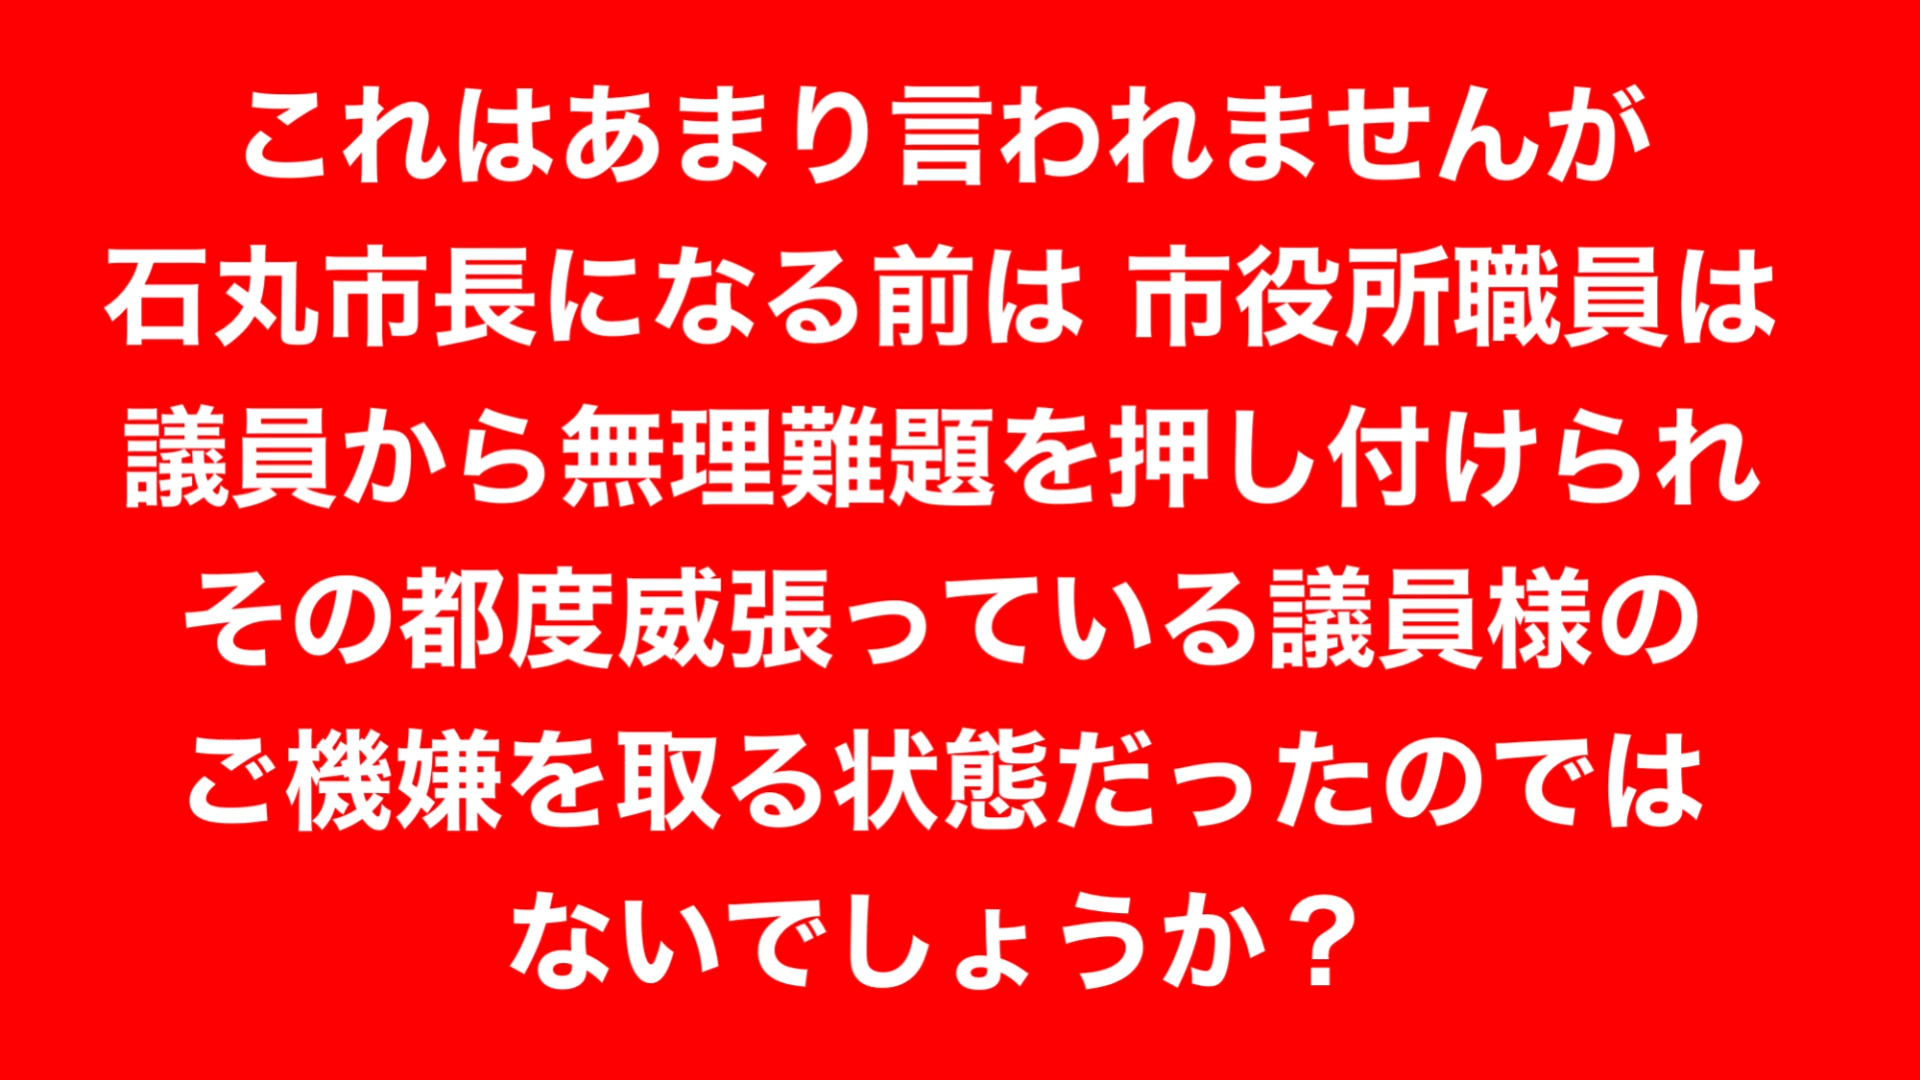 これはあまり言われませんが
石丸市長になる前は 市役所職員は
議員から無理難題を押し付けられ
その都度威張っている議員様の
ご機嫌を取る状態だったのでは
ないでしょうか？